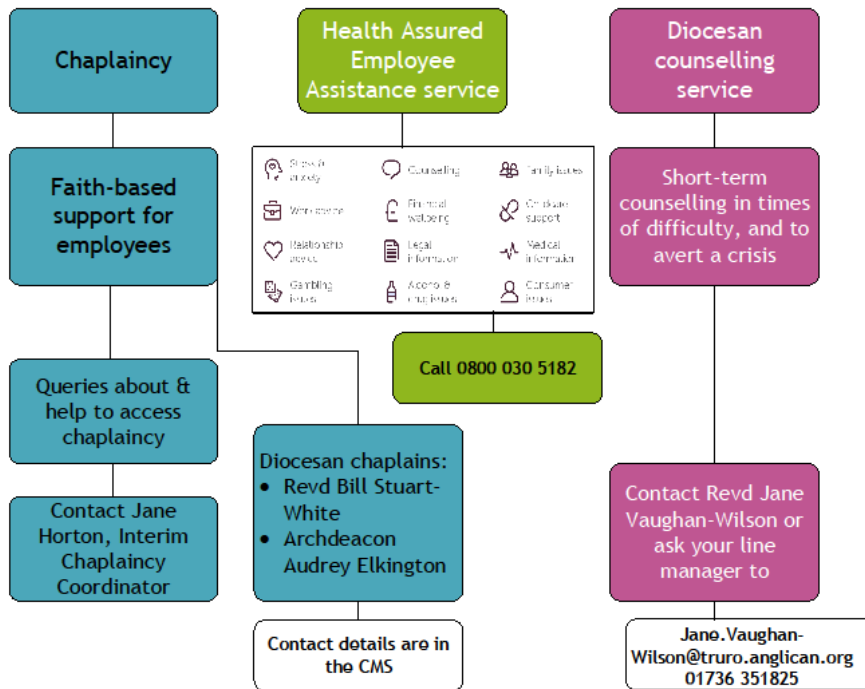 Chaplaincy
Faith-based
support for
employees
Queries about &
help to access
chaplaincy
Contact Jane
Horton, Interim
Chaplaincy
Coordinator
Diocesan chaplains:
• Revd Bill Stuart-
White
• Archdeacon
Audrey Elkington
Contact details are in
the CMS
Health Assured
Employee
Assistance service
Stress &
anxiety
Counselling
Family issues
Work advice
Financial
wellbeing
Childcare
support
Relationship
advice
Legal
information
Medical
information
Gambling
issues
Alcohol &
drug issues
Consumer
issues
Call 0800 030 5182
Diocesan
counselling
service
Short-term
counselling in times
of difficulty, and to
avert a crisis
Contact Revd Jane
Vaughan-Wilson or
ask your line
manager to
Jane.Vaughan-
Wilson@truro.anglican.org
01736 351825